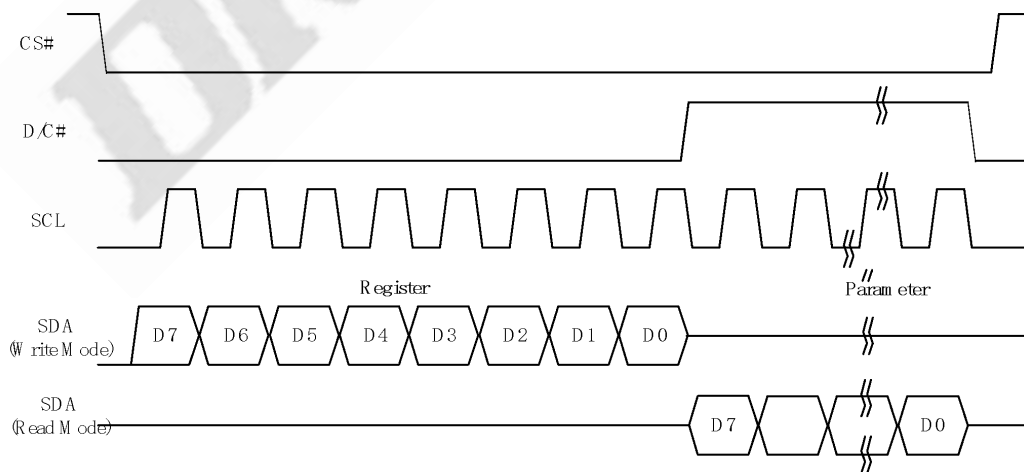 CS#
D/C#
SCL
Register
Parameter
SDA
(Write Mode)
D7 D6 D5 D4 D3 D2 D1 D0
SDA
(Read Mode)
D7 D0